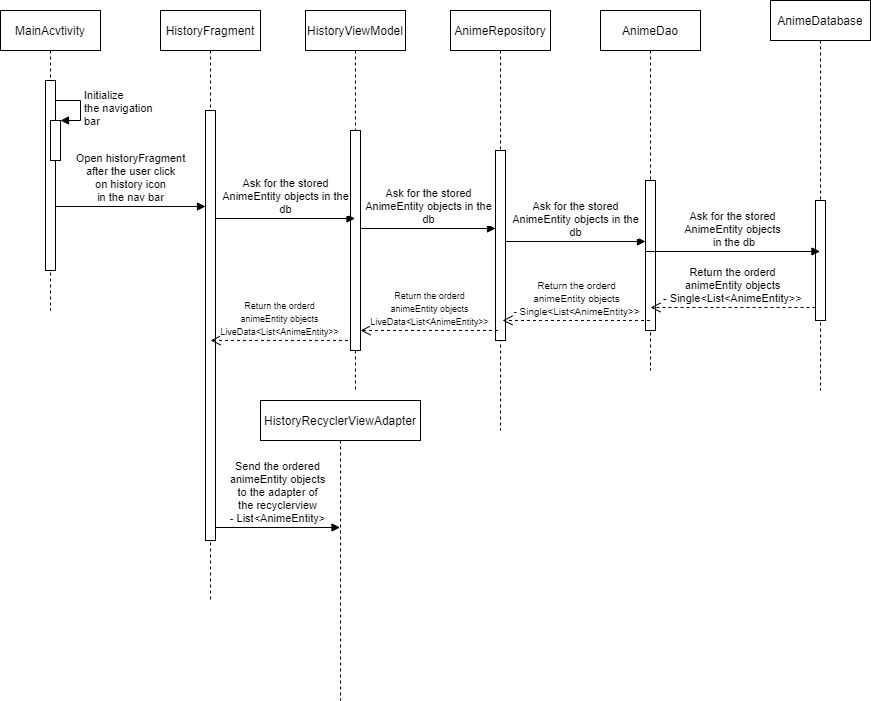 MainAcvtivity
HistoryFragment
HistoryViewModel
AnimeRepository
AnimeDao
AnimeDatabase
Initialize
the navigation
bar
Open historyFragment
after the user click
on history icon
in the nav bar
Ask for the stored
AnimeEntity objects in the
db
Ask for the stored
AnimeEntity objects in the
db
Ask for the stored
AnimeEntity objects in the
db
Ask for the stored
AnimeEntity objects
in the db
Return the orderd
animeEntity objects
- Single<List<AnimeEntity>>
Return the orderd
animeEntity objects
- Single<List<AnimeEntity>>
Return the orderd
animeEntity objects
LiveData<List<AnimeEntity>>
Return the orderd
animeEntity objects
LiveData<List<AnimeEntity>>
HistoryRecyclerViewAdapter
Send the ordered
animeEntity objects
to the adapter of
the recyclerview
- List<AnimeEntity>